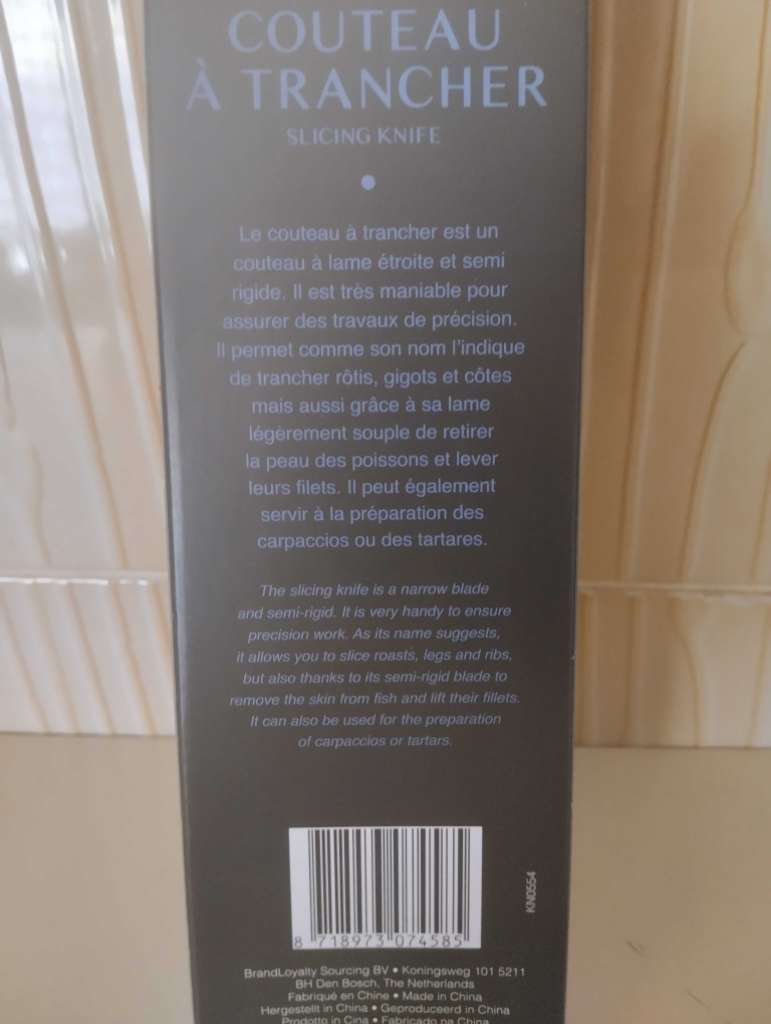 COUTEAU
À TRANCHER
SLICING KNIFE
Le couteau à trancher est un
couteau à lame étroite et semi
rigide. Il est très maniable pour
assurer des travaux de précision.
Il permet comme son nom l'indique
de trancher rôtis, gigots et côtes
mais aussi grâce à sa lame
légèrement souple de retirer
la peau des poissons et lever
leurs filets. Il peut également
servir à la préparation des
carpaccios ou des tartares.
The slicing knife is a narrow blade
and semi-rigid. It is very handy to ensure
precision work. As its name suggests,
it allows you to slice roasts, legs and ribs,
but also thanks to its semi-rigid blade to
remove the skin from fish and lift their fillets.
It can also be used for the preparation
of carpaccios or tartars.
KN0554
8 718973 074585
BrandLoyalty Sourcing BV • Koningsweg 101 5211
BH Den Bosch, The Netherlands
Fabriqué en Chine • Made in China
Hergestellt in China • Geproduceerd in China
Prodotto in Cina • Fabricado na China